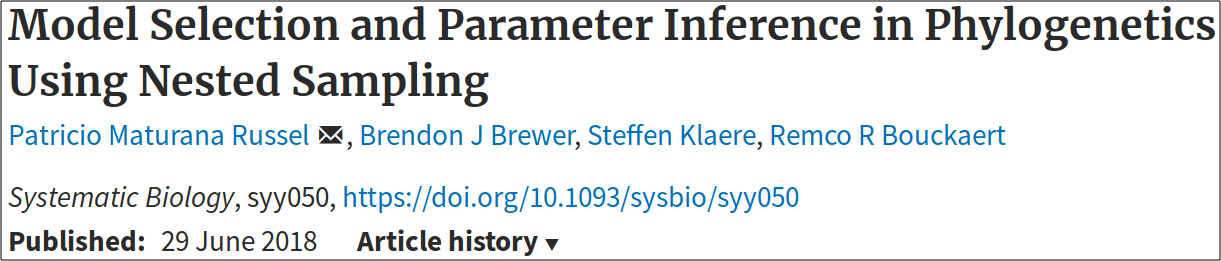 Model Selection and Parameter Inference in Phylogenetics
Using Nested Sampling
Patricio Maturana Russel ✉, Brendon J Brewer, Steffen Klaere, Remco R Bouckaert
Systematic Biology, syy050, https://doi.org/10.1093/sysbio/syy050
Published: 29 June 2018 Article history ▾